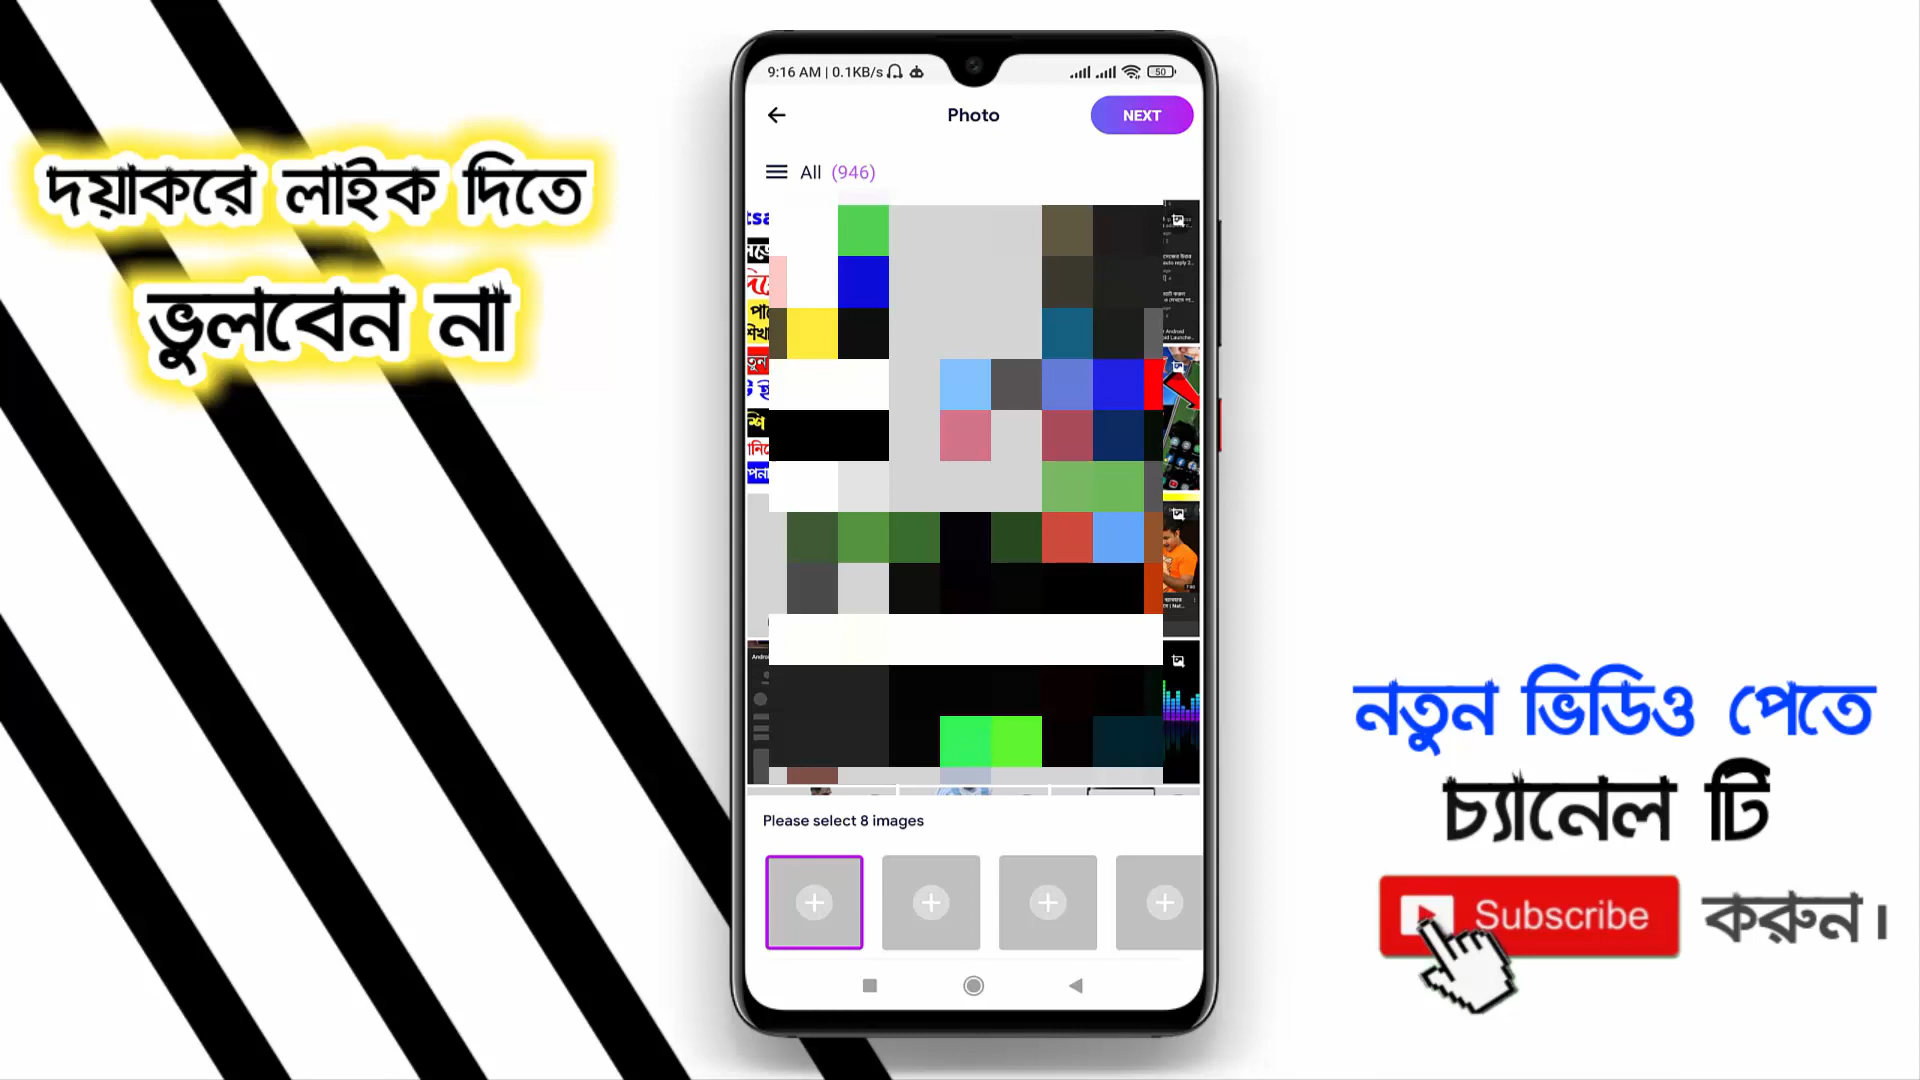 দয়াকরে লাইক দিতে
ভুলবেন না
9:16 AM | 0.1KB/s
50
Photo
NEXT
All (946)
Please select 8 images
নতুন ভিডিও পেতে
চ্যানেল টি
Subscribe করুন।